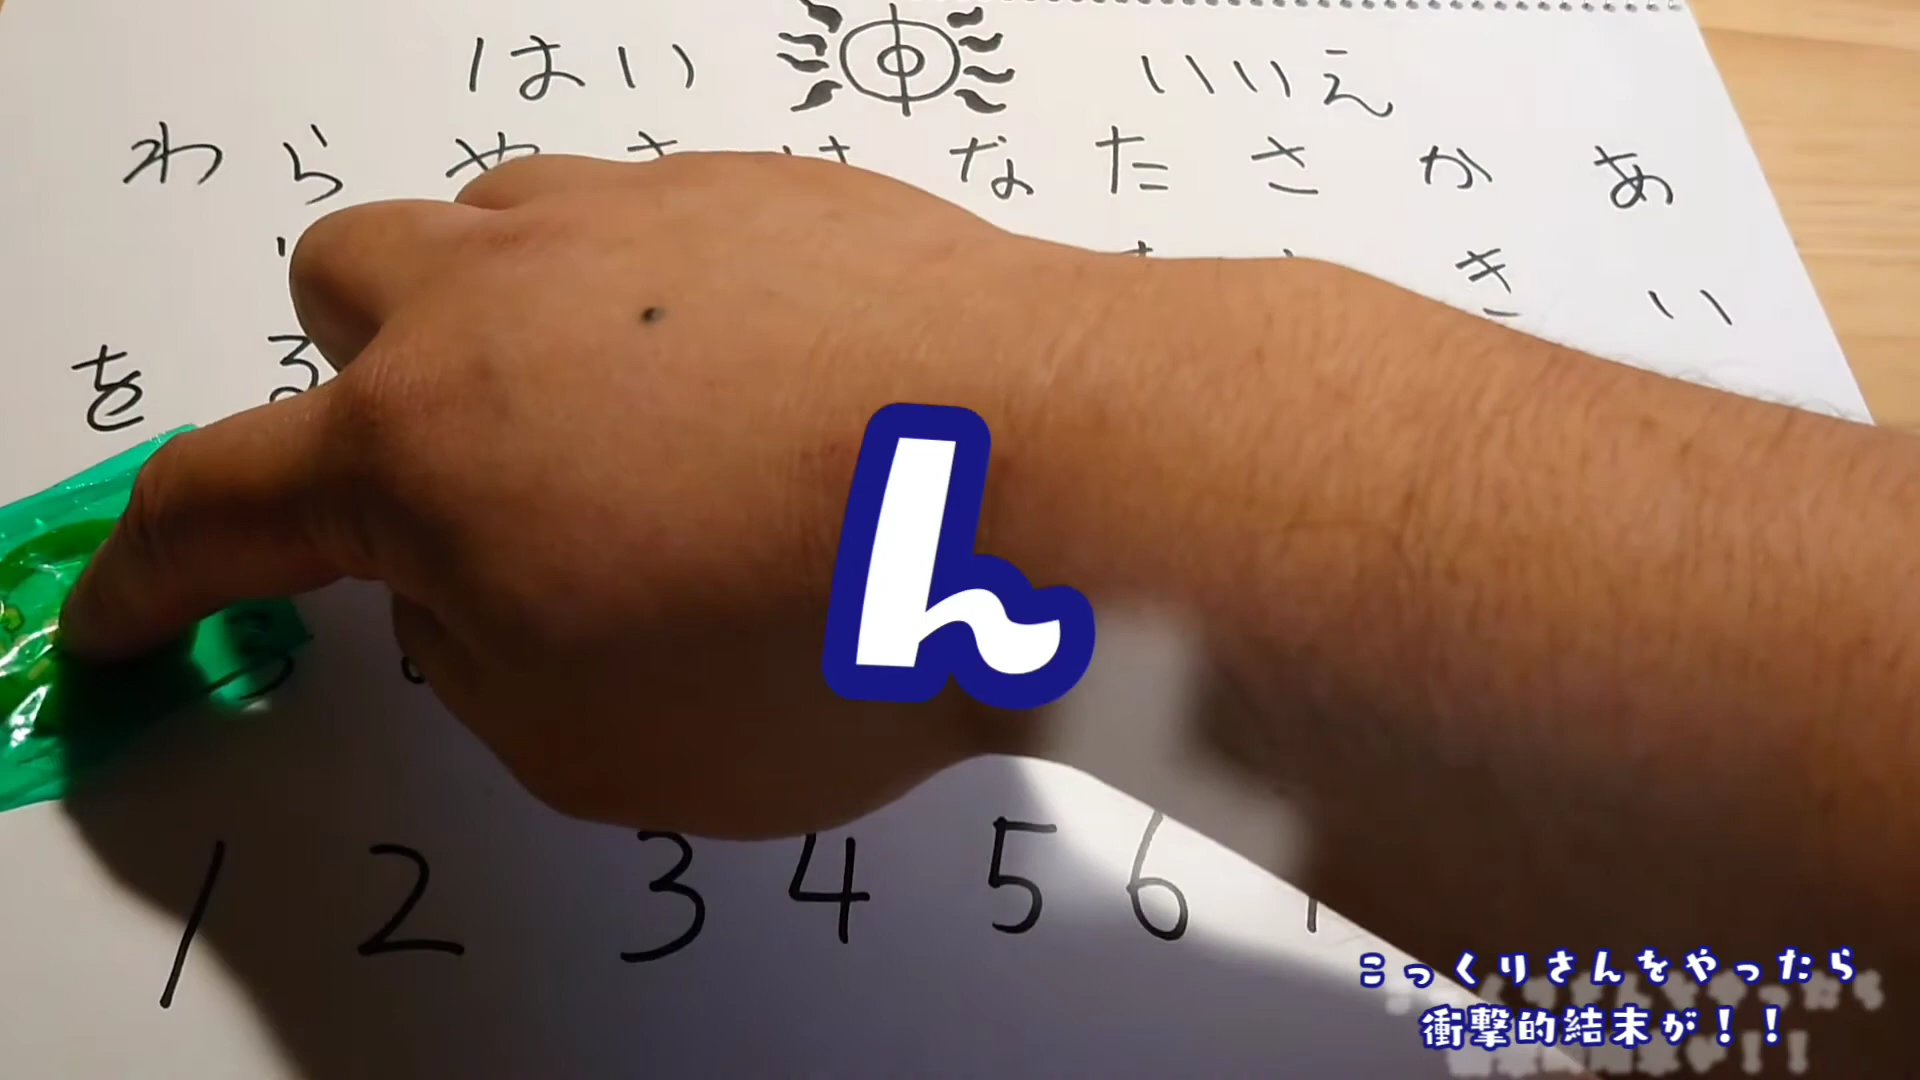 はい いいえ
わ ら や な た さ か あ
き い
を る
ん
1 2 3 4 5 6
こっくりさんをやったら
衝撃的結末が!!